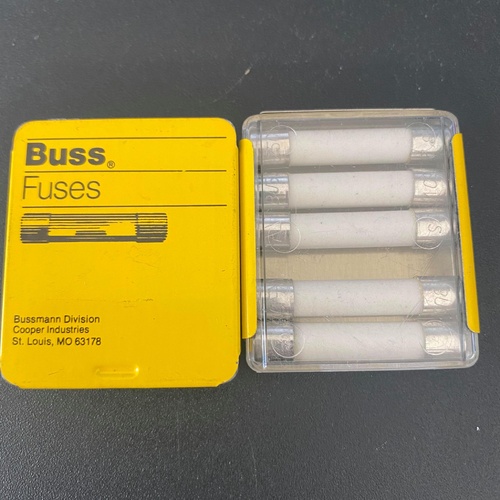 Buss®
Fuses
Bussmann Division
Cooper Industries
St. Louis, MO 63178